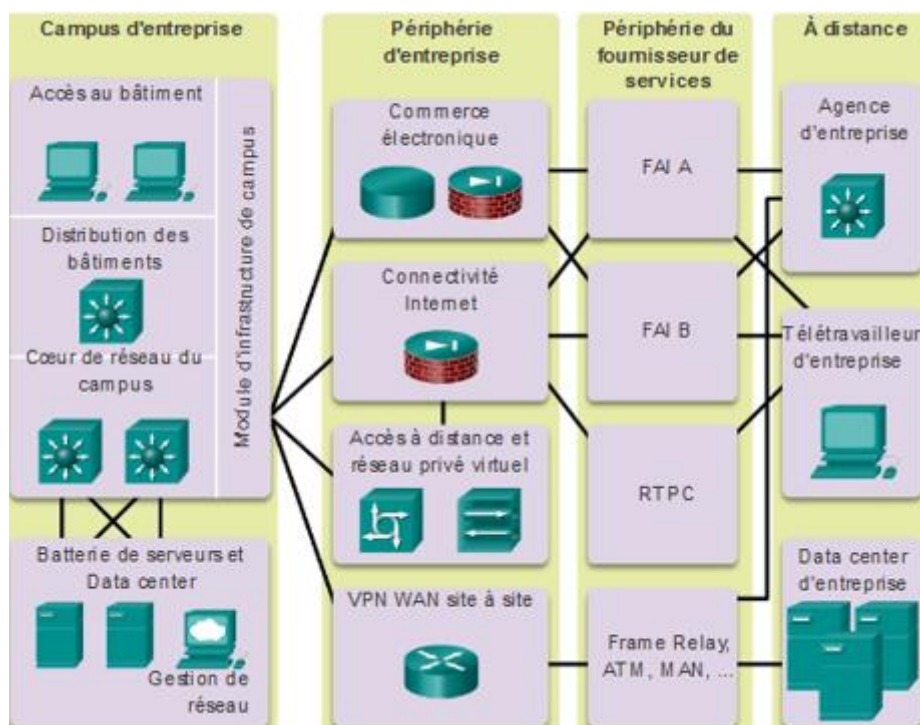 Campus d'entreprise
Accès au bâtiment
Distribution des
bâtiments
Cœur de réseau du
campus
Module d'infrastructure de campus
Batterie de serveurs et
Data center
Gestion de
réseau
Périphérie
d'entreprise
Commerce
électronique
Connectivité
Internet
Accès à distance et
réseau privé virtuel
VPN WAN site à site
Périphérie du
fournisseur de
services
FAI A
FAI B
RTPC
Frame Relay,
ATM, MAN, ...
À distance
Agence
d'entreprise
Télétravailleur
d'entreprise
Data center
d'entreprise